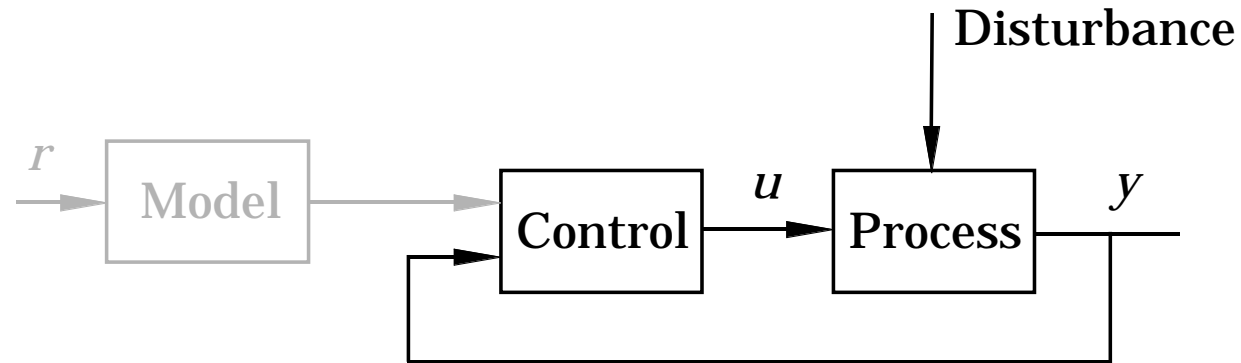 Disturbance
r
Model
u
y
Control
Process